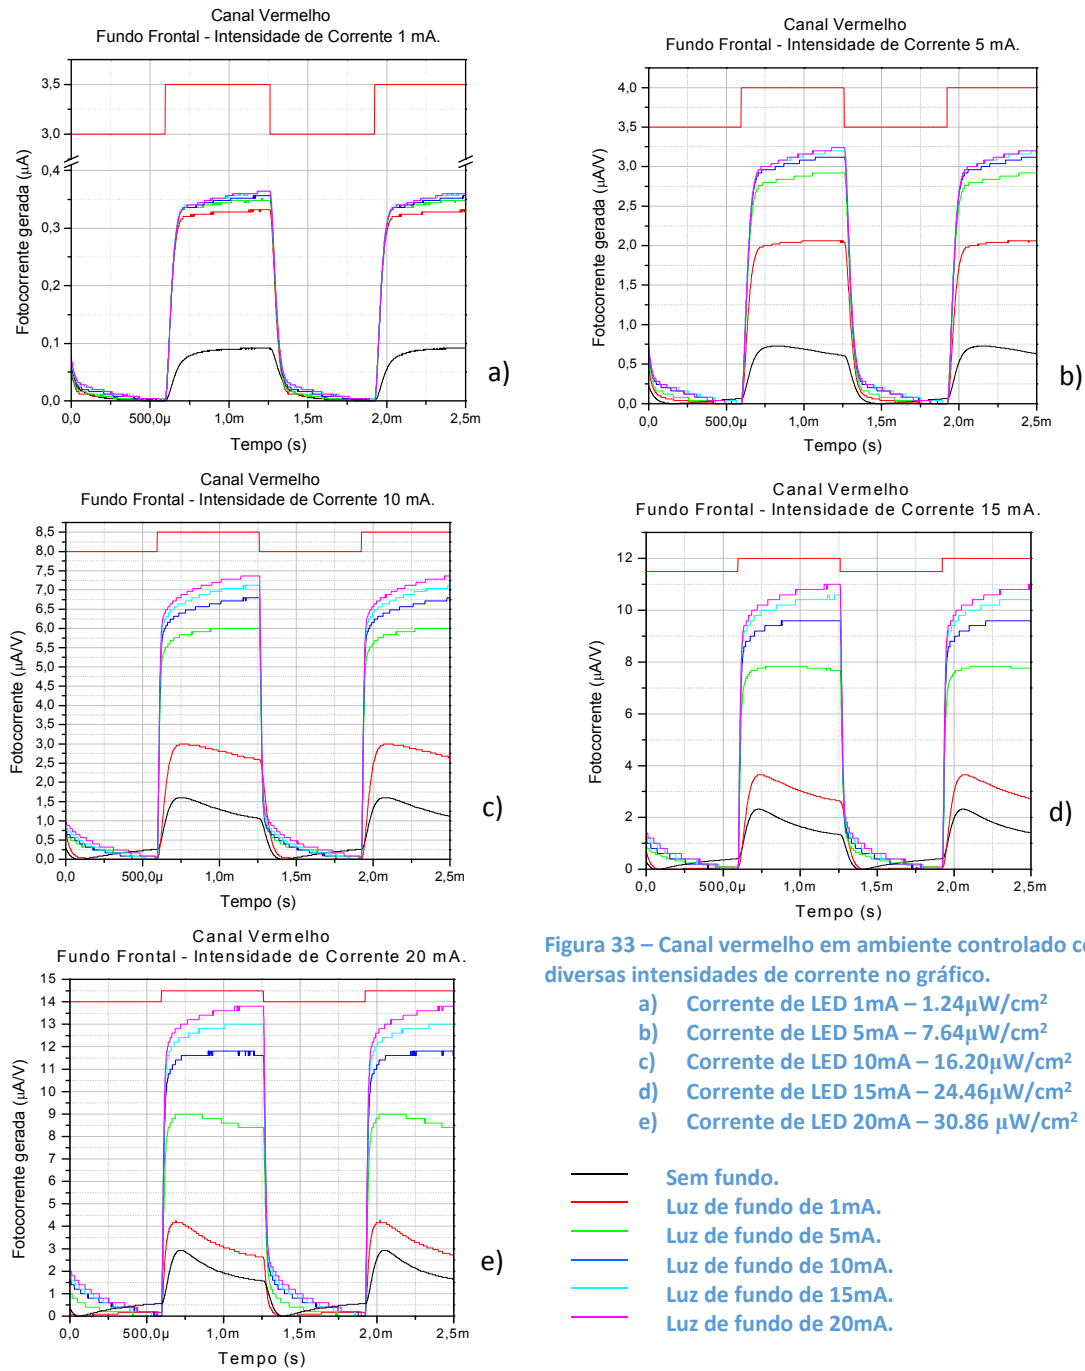 Canal Vermelho
Fundo Frontal - Intensidade de Corrente 1 mA.
3,5
3,0
0,4
0,3
0,2
0,1
0,0
Fotocorrente gerada (µA)
0,0 500,0µ 1,0m 1,5m 2,0m 2,5m
Tempo (s)
a)
Canal Vermelho
Fundo Frontal - Intensidade de Corrente 5 mA.
4,0
3,5
3,0
2,5
2,0
1,5
1,0
0,5
0,0
Fotocorrente gerada (µA/V)
0,0 500,0µ 1,0m 1,5m 2,0m 2,5m
Tempo (s)
b)
Canal Vermelho
Fundo Frontal - Intensidade de Corrente 10 mA.
8,5
8,0
7,5
7,0
6,5
6,0
5,5
5,0
4,5
4,0
3,5
3,0
2,5
2,0
1,5
1,0
0,5
0,0
Fotocorrente (µA/V)
0,0 500,0µ 1,0m 1,5m 2,0m 2,5m
Tempo (s)
c)
Canal Vermelho
Fundo Frontal - Intensidade de Corrente 15 mA.
12
10
8
6
4
2
0
Fotocorrente (µA/V)
0,0 500,0µ 1,0m 1,5m 2,0m 2,5m
Tempo (s)
d)
Canal Vermelho
Fundo Frontal - Intensidade de Corrente 20 mA.
15
14
13
12
11
10
9
8
7
6
5
4
3
2
1
0
Fotocorrente gerada (µA/V)
0,0 500,0µ 1,0m 1,5m 2,0m 2,5m
Tempo (s)
e)
Figura 33 – Canal vermelho em ambiente controlado
diversas intensidades de corrente no gráfico.
a) Corrente de LED 1mA – 1.24µW/cm²
b) Corrente de LED 5mA – 7.64µW/cm²
c) Corrente de LED 10mA – 16.20µW/cm²
d) Corrente de LED 15mA – 24.46µW/cm²
e) Corrente de LED 20mA – 30.86 µW/cm²
Sem fundo.
Luz de fundo de 1mA.
Luz de fundo de 5mA.
Luz de fundo de 10mA.
Luz de fundo de 15mA.
Luz de fundo de 20mA.